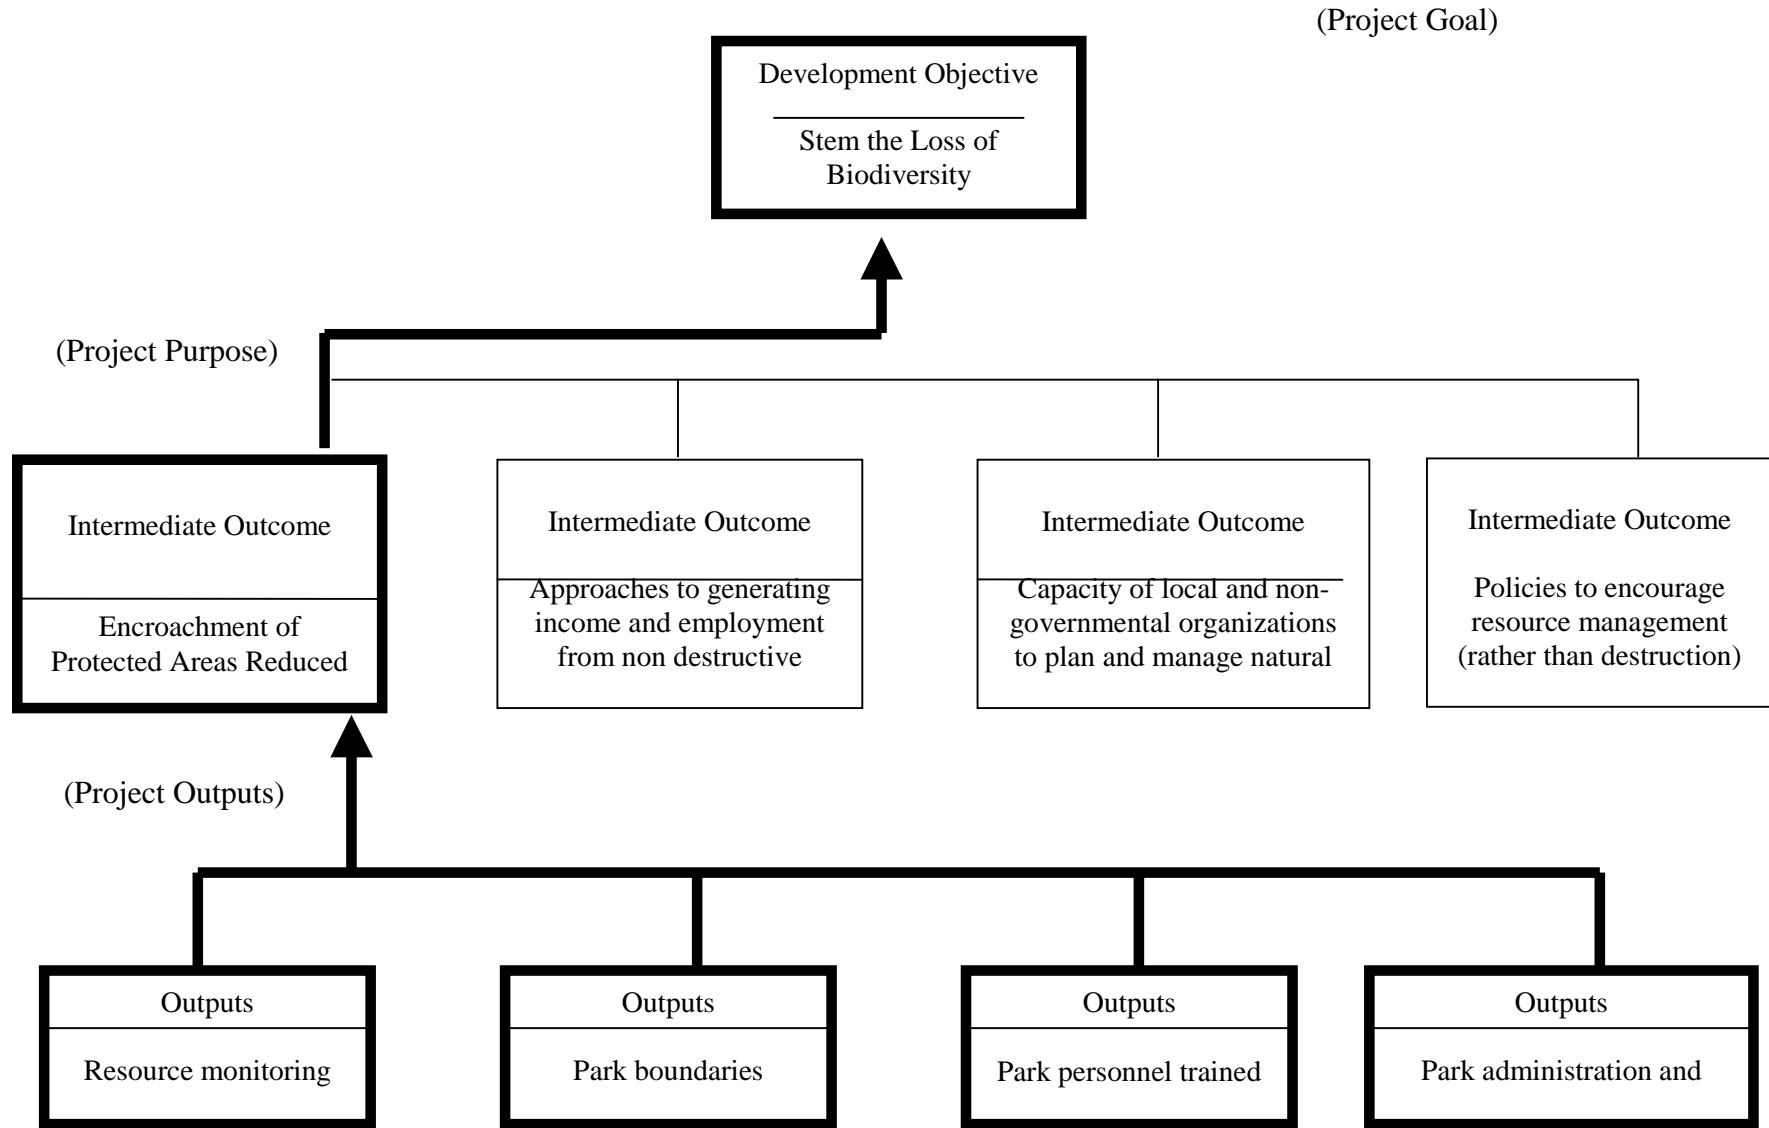 (Project Goal)
Development Objective
Stem the Loss of
Biodiversity
(Project Purpose)
Intermediate Outcome
Encroachment of
Protected Areas Reduced
Intermediate Outcome
Approaches to generating
income and employment
from non destructive
Intermediate Outcome
Capacity of local and non-
governmental organizations
to plan and manage natural
Intermediate Outcome
Policies to encourage
resource management
(rather than destruction)
(Project Outputs)
Outputs
Resource monitoring
Outputs
Park boundaries
Outputs
Park personnel trained
Outputs
Park administration and